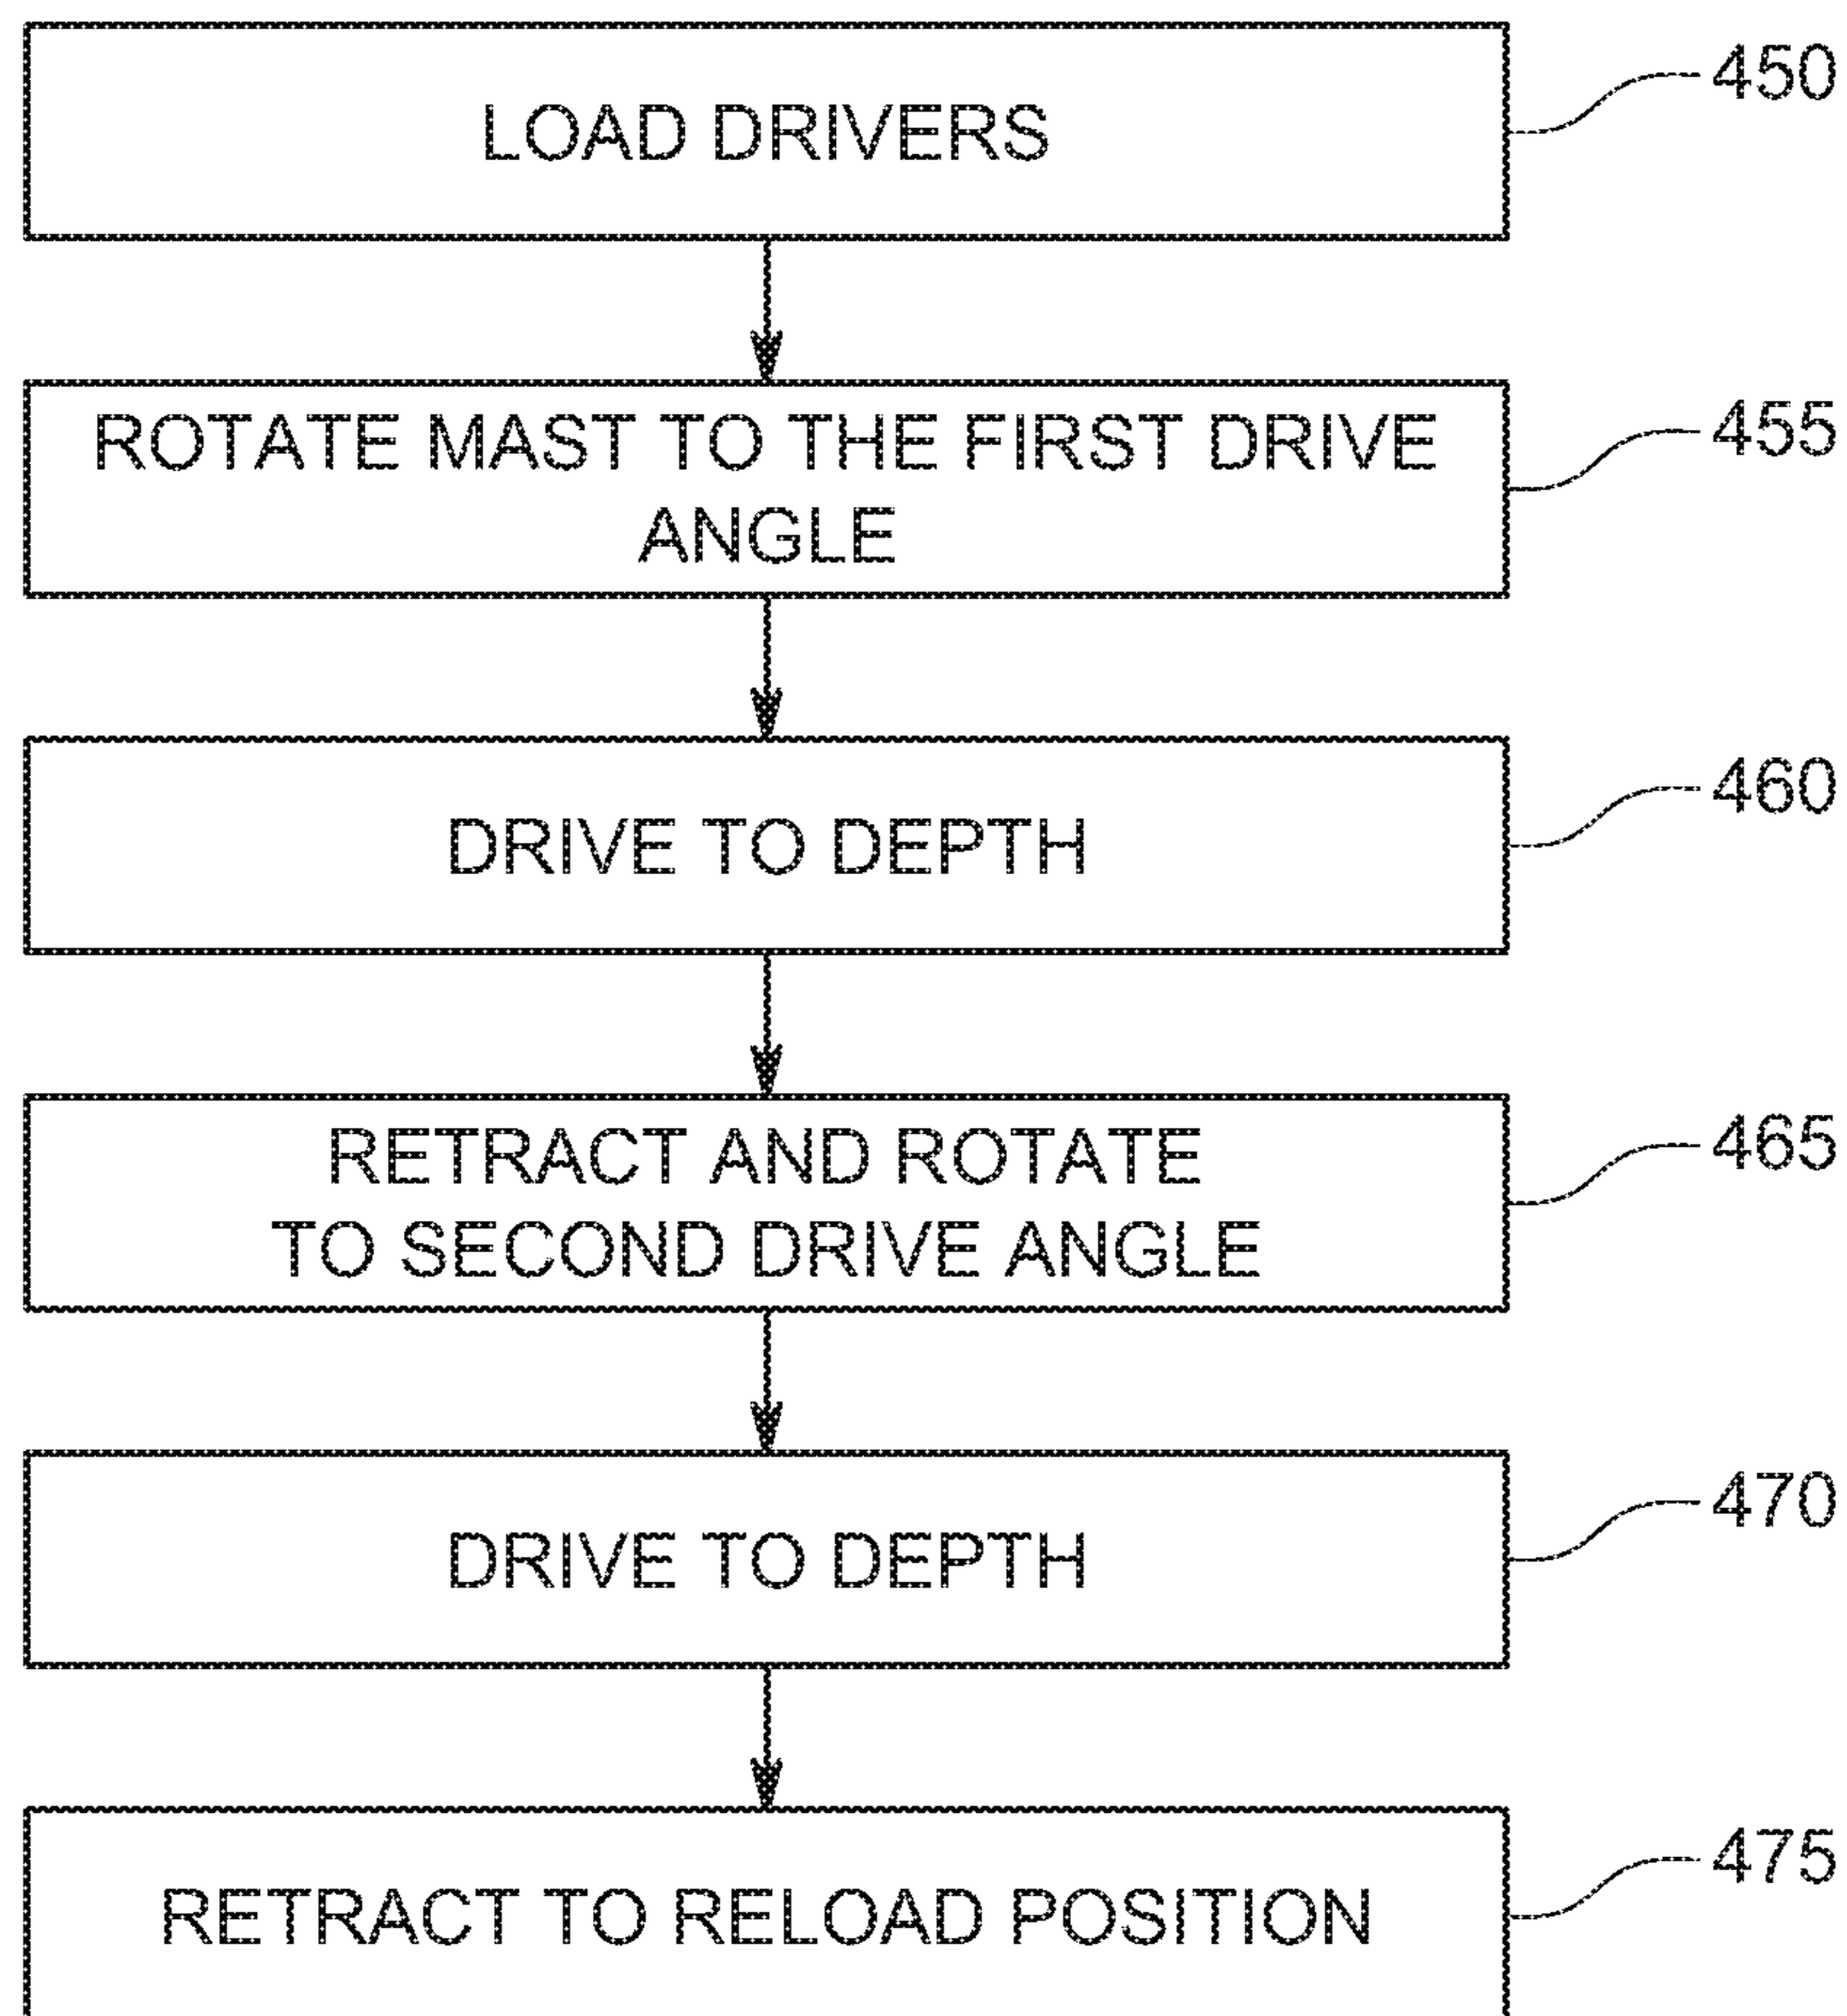 LOAD DRIVERS
450
ROTATE MAST TO THE FIRST DRIVE
ANGLE
455
DRIVE TO DEPTH
460
RETRACT AND ROTATE
TO SECOND DRIVE ANGLE
465
DRIVE TO DEPTH
470
RETRACT TO RELOAD POSITION
475